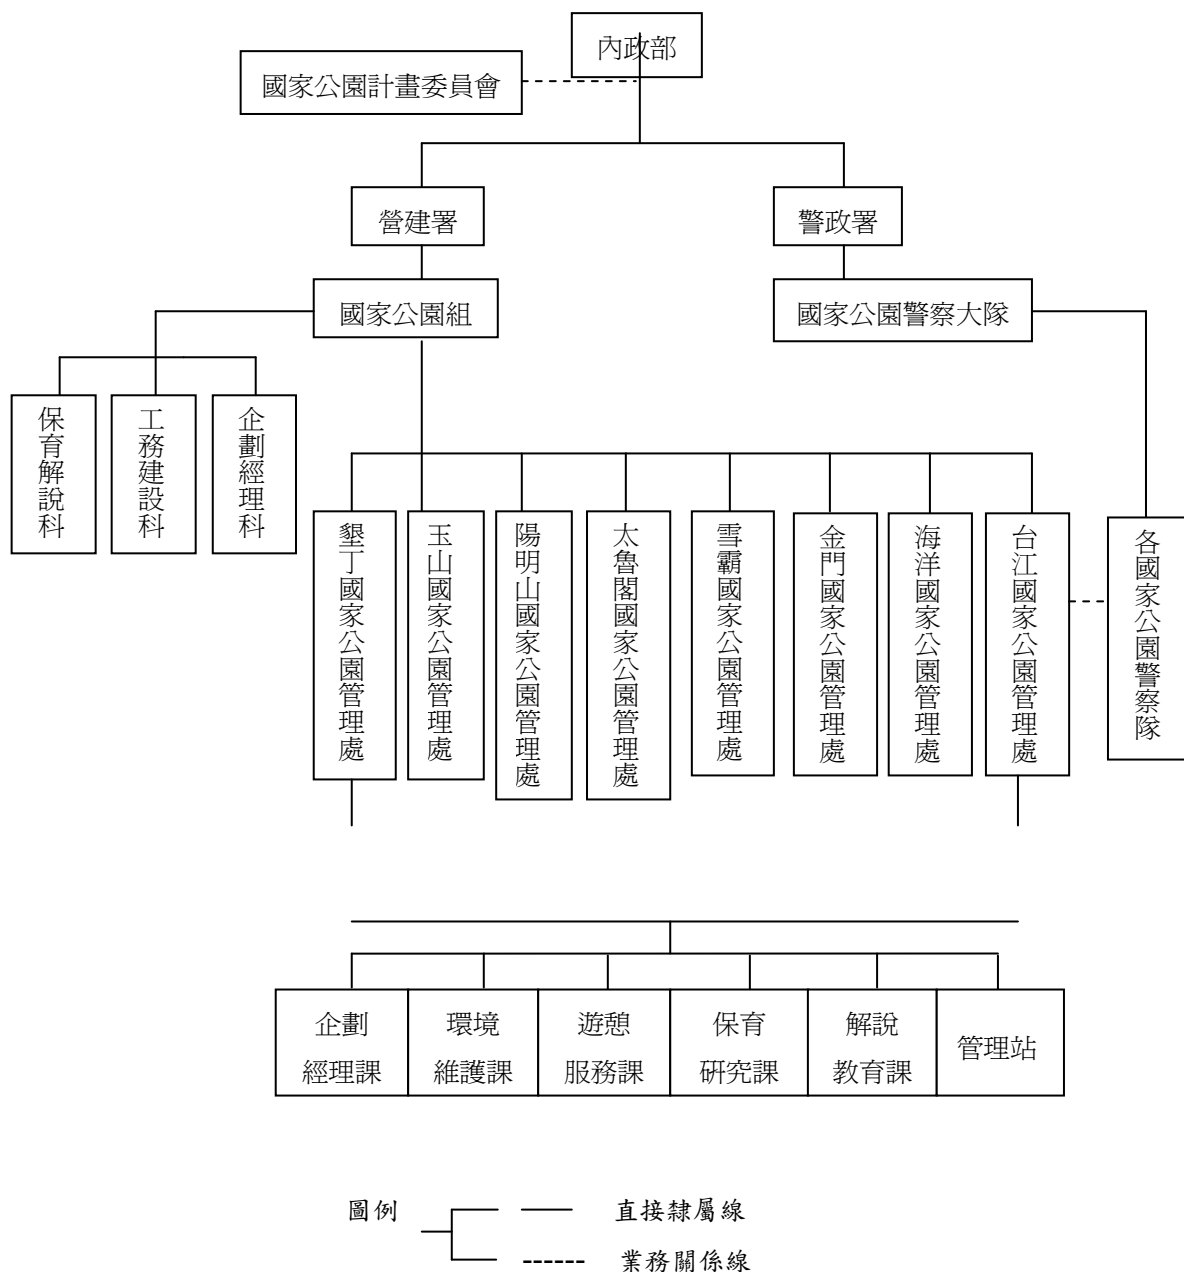 內政部
國家公園計畫委員會
營建署
警政署
國家公園組
國家公園警察大隊
保育解說科
工務建設科
企劃經理科
墾丁國家公園管理處
玉山國家公園管理處
陽明山國家公園管理處
太魯閣國家公園管理處
雪霸國家公園管理處
金門國家公園管理處
海洋國家公園管理處
台江國家公園管理處
各國家公園警察隊
企劃
經理課
環境
維護課
遊憩
服務課
保育
研究課
解說
教育課
管理站
圖例
直接隸屬線
業務關係線